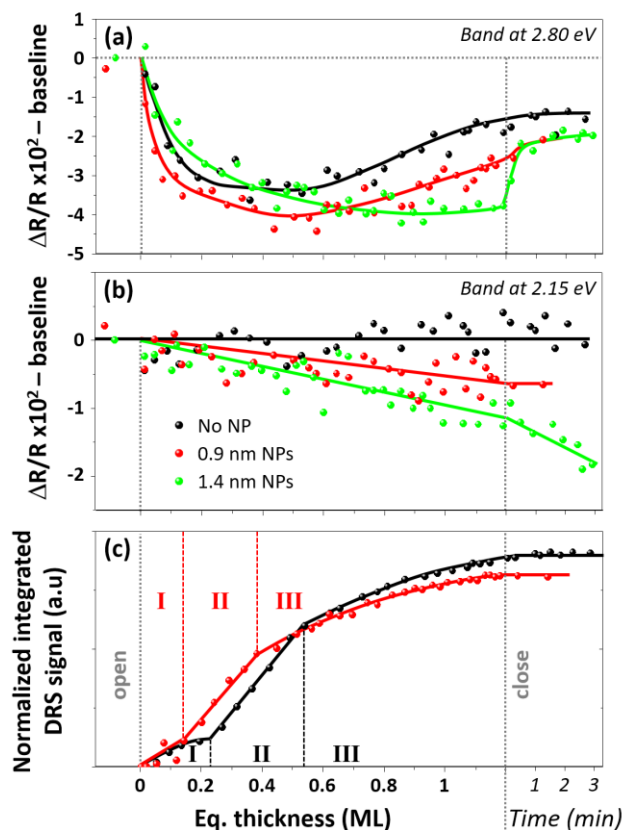 (a)
Band at 2.80 eV
ΔR/R x10² – baseline
1
0
-1
-2
-3
-4
-5
(b)
Band at 2.15 eV
ΔR/R x10² – baseline
0
-1
-2
No NP
0.9 nm NPs
1.4 nm NPs
(c)
Normalized integrated
DRS signal (a.u)
I
II
III
open
close
I
II
III
0
0.2
0.4
0.6
0.8
1
1
2
3
Eq. thickness (ML)
Time (min)